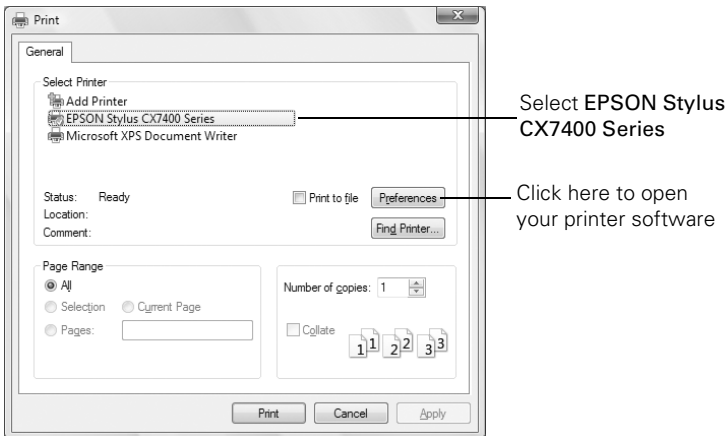 Print
X
General
Select Printer
Add Printer
EPSON Stylus CX7400 Series
Microsoft XPS Document Writer
Select EPSON Stylus
CX7400 Series
Status: Ready
Location:
Comment:
Print to file
Preferences
Find Printer...
Click here to open
your printer software
Page Range
All
Selection
Current Page
Pages:
Number of copies: 1
Collate
1 1 2 2 3 3
Print
Cancel
Apply